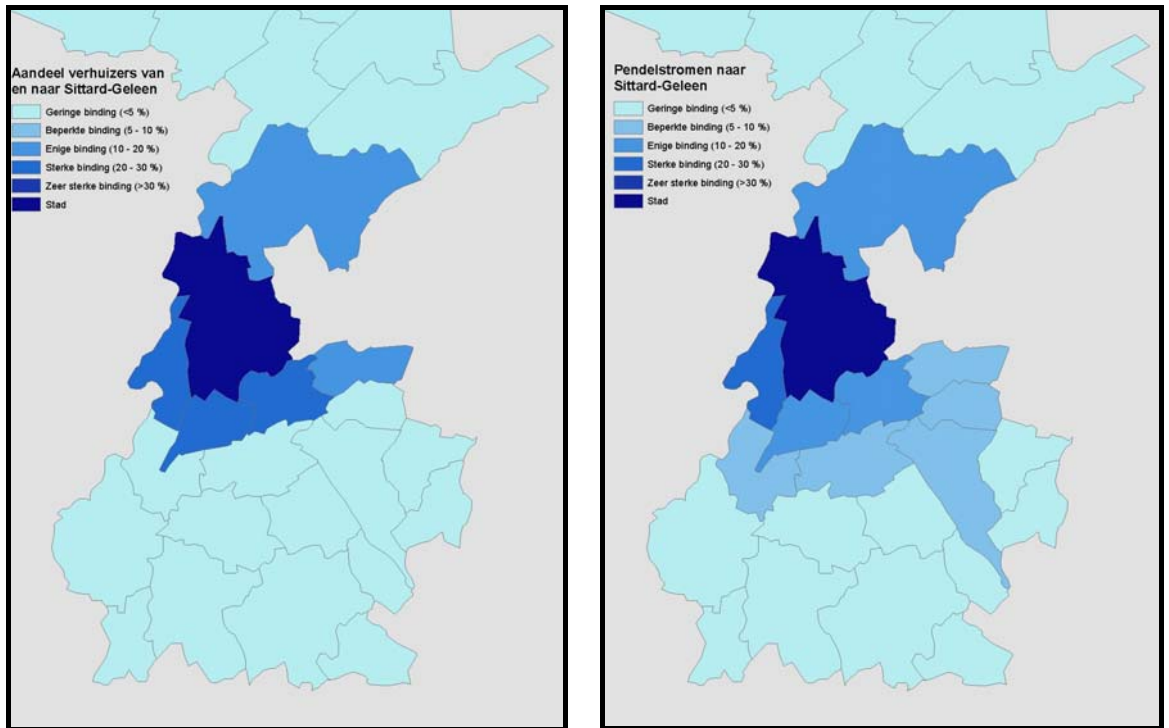 Aandeel verhuizers van
en naar Sittard-Geleen
Geringe binding (<5 %)
Beperkte binding (5 - 10 %)
Enige binding (10 - 20 %)
Sterke binding (20 - 30 %)
Zeer sterke binding (>30 %)
Stad
Pendelstromen naar
Sittard-Geleen
Geringe binding (<5 %)
Beperkte binding (5 - 10 %)
Enige binding (10 - 20 %)
Sterke binding (20 - 30 %)
Zeer sterke binding (>30 %)
Stad